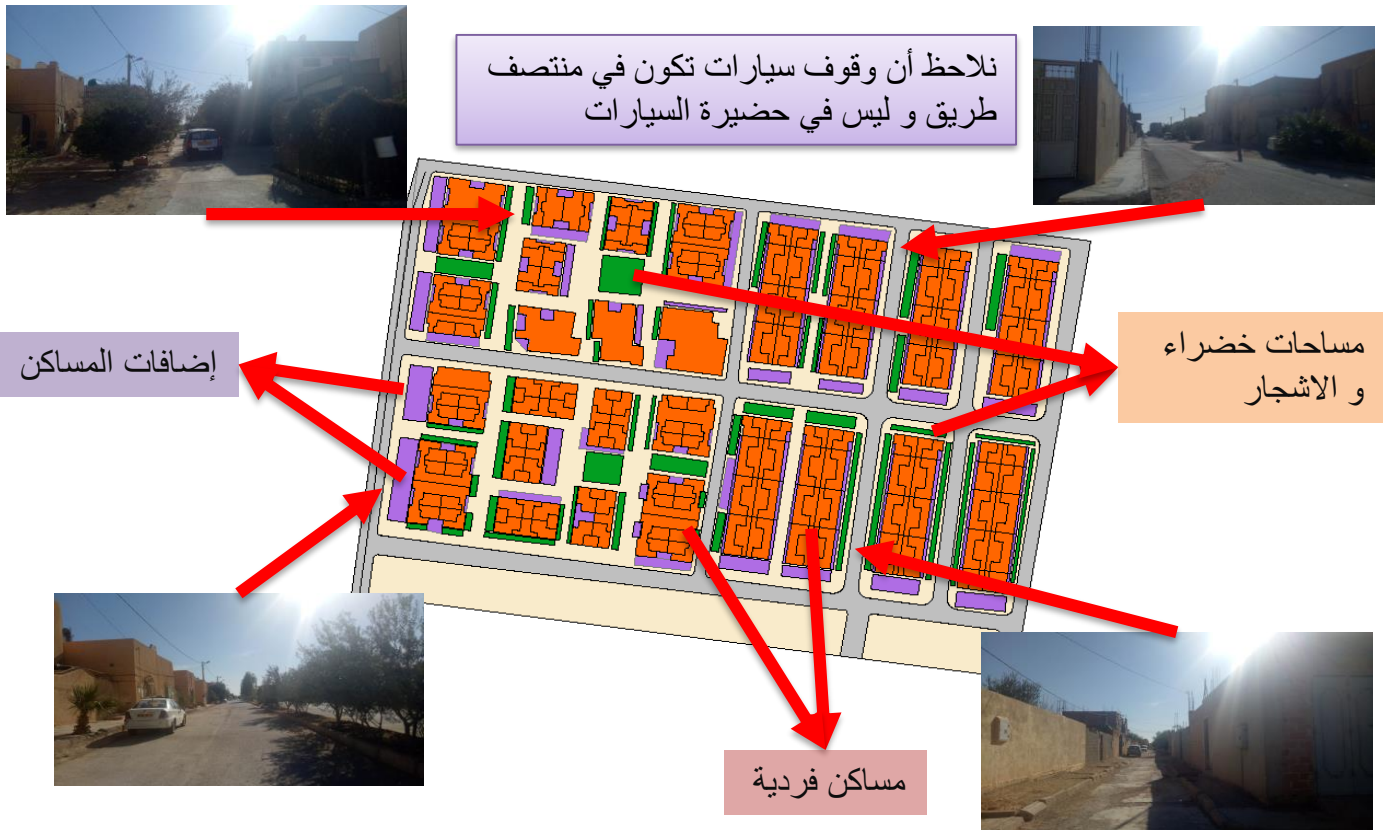 نلاحظ أن وقوف سيارات تكون في منتصف
طريق و ليس في حضيرة السيارات
مساحات خضراء
و الاشجار
إضافات المساكن
مساكن فردية